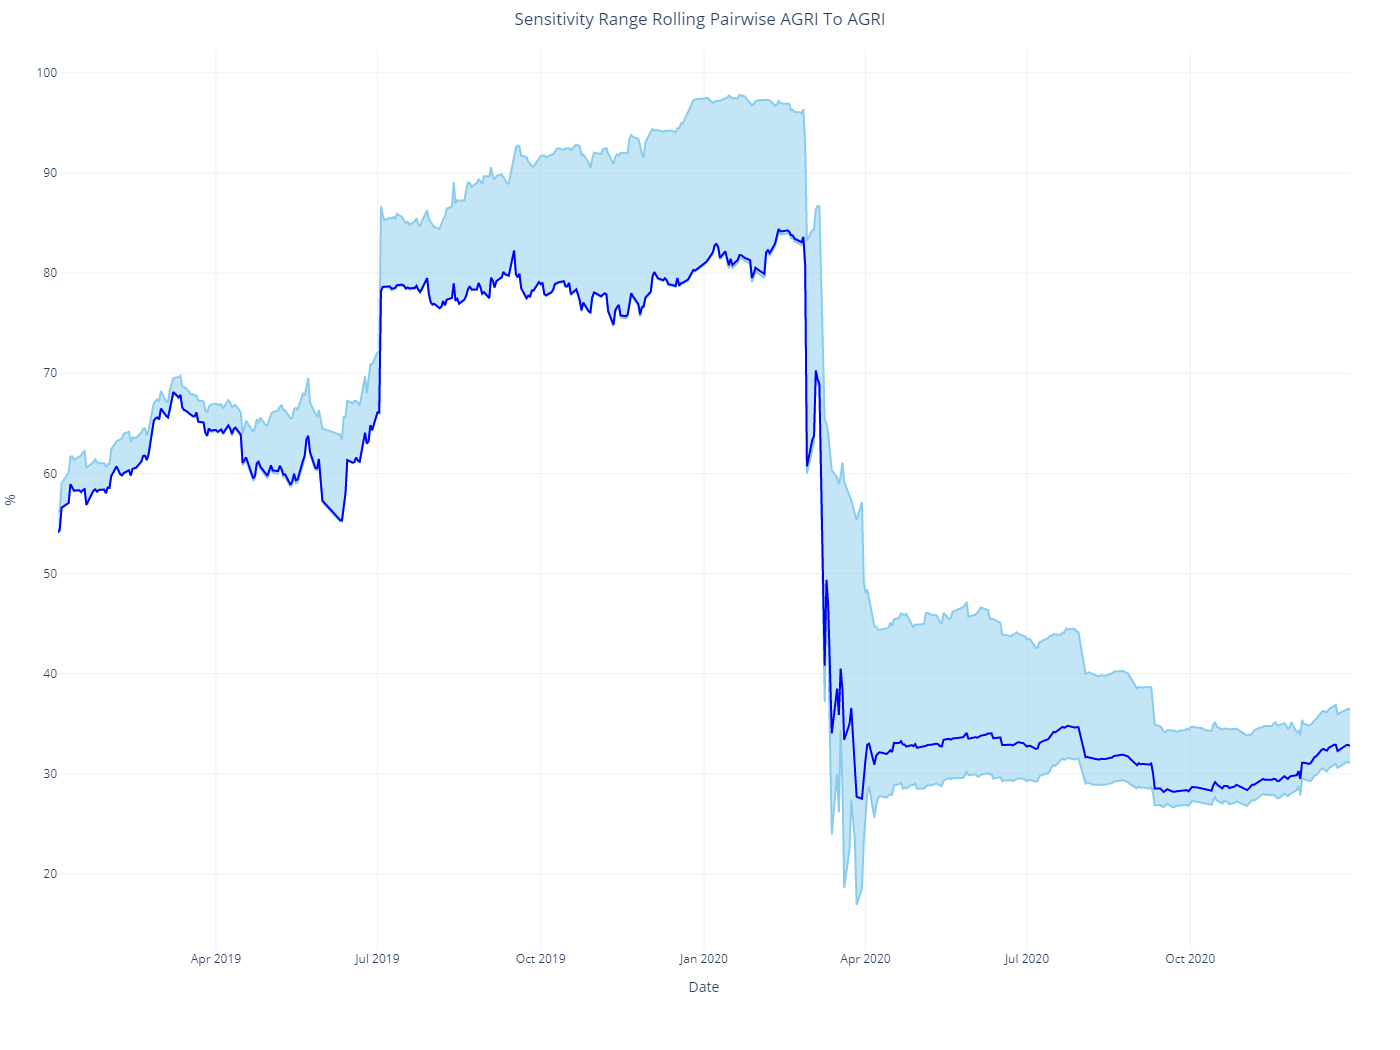 Sensitivity Range Rolling Pairwise AGRI To AGRI
100
90
80
70
60
50
40
30
20
%
Apr 2019
Jul 2019
Oct 2019
Jan 2020
Apr 2020
Jul 2020
Oct 2020
Date